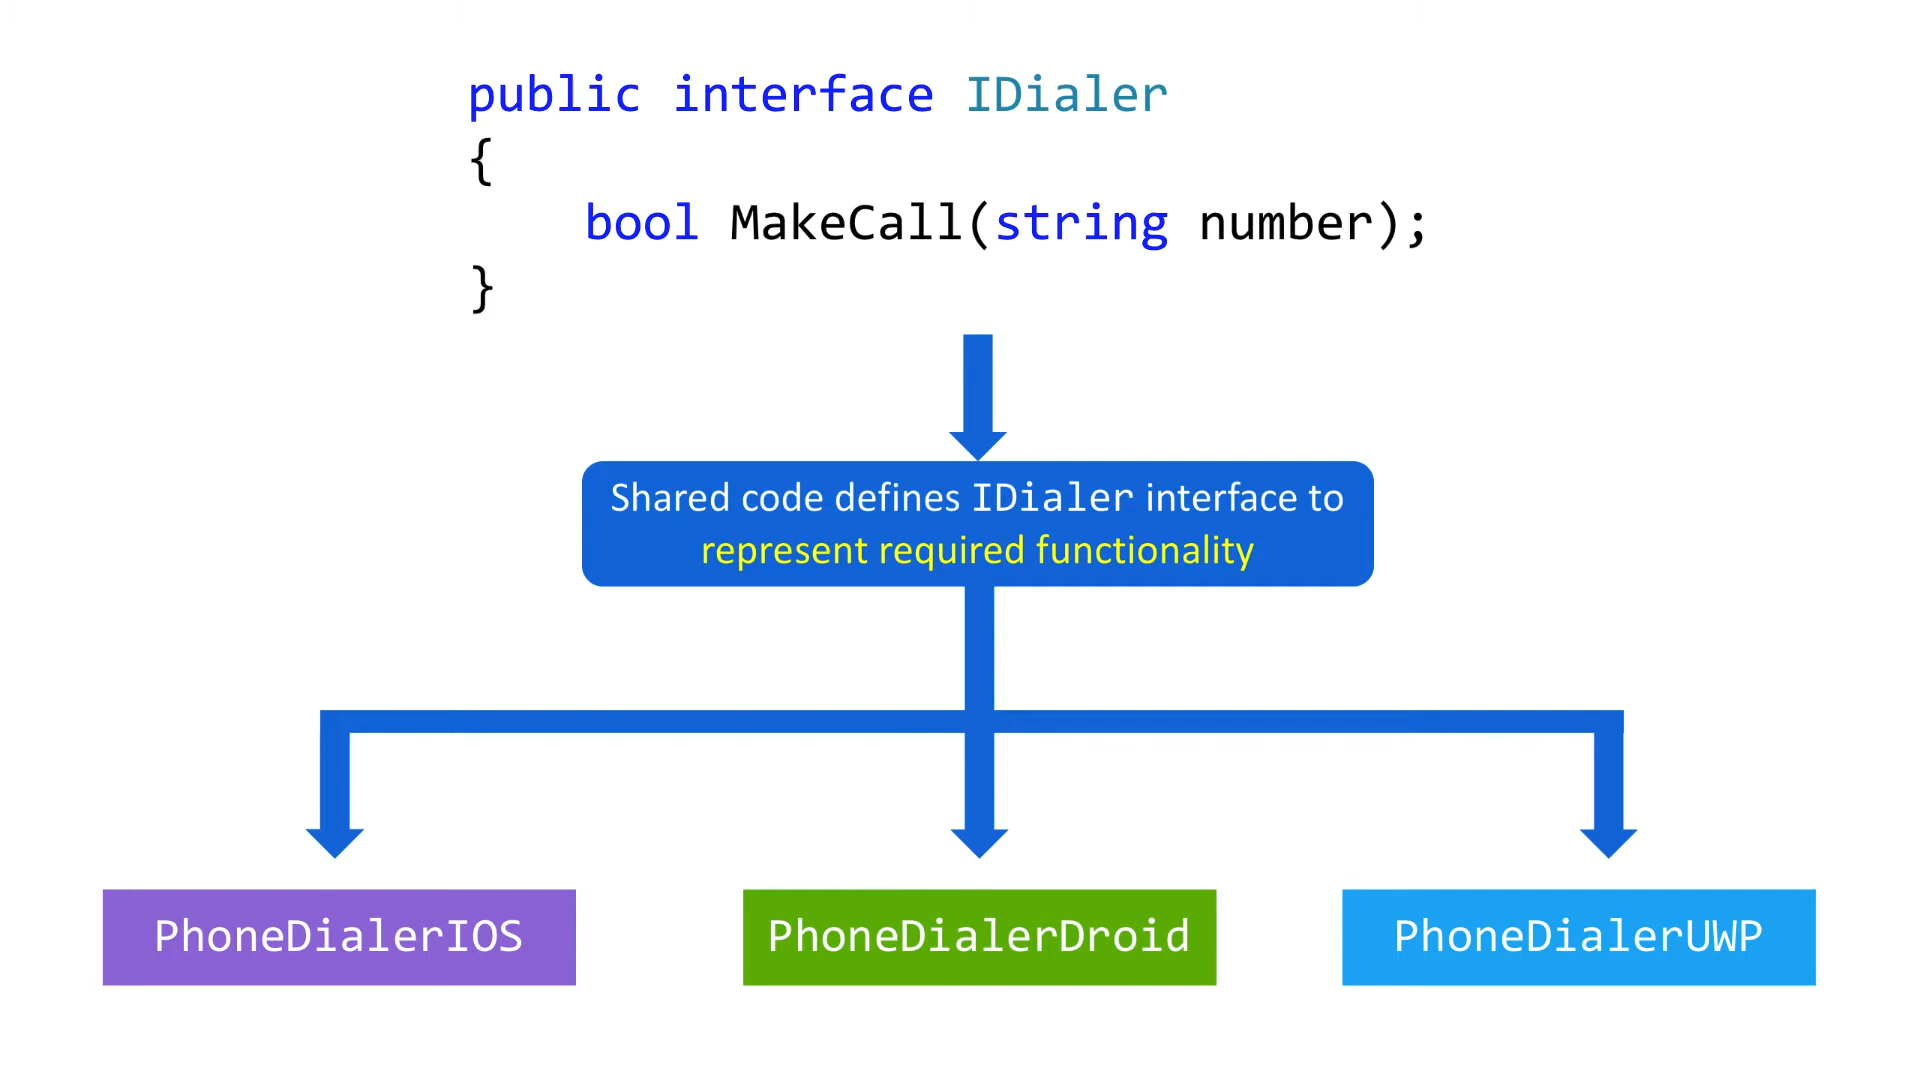 public interface IDialer
{
    bool MakeCall(string number);
}
Shared code defines IDialer interface to
represent required functionality
PhoneDialerIOS
PhoneDialerDroid
PhoneDialerUWP